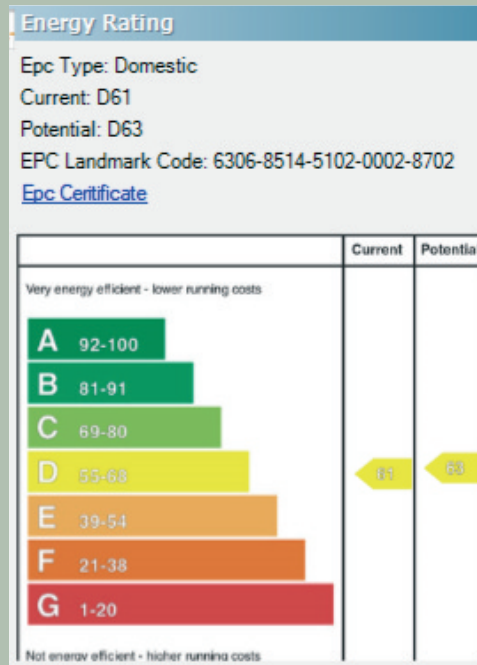 Energy Rating
Epc Type: Domestic
Current: D61
Potential: D63
EPC Landmark Code: 6306-8514-5102-0002-8702
Epc Ceritificate
Current Potential
Very energy efficient - lower running costs
A 92-100
B 81-91
C 69-80
D 55-68 61 63
E 39-54
F 21-38
G 1-20
Not energy efficient - higher running costs